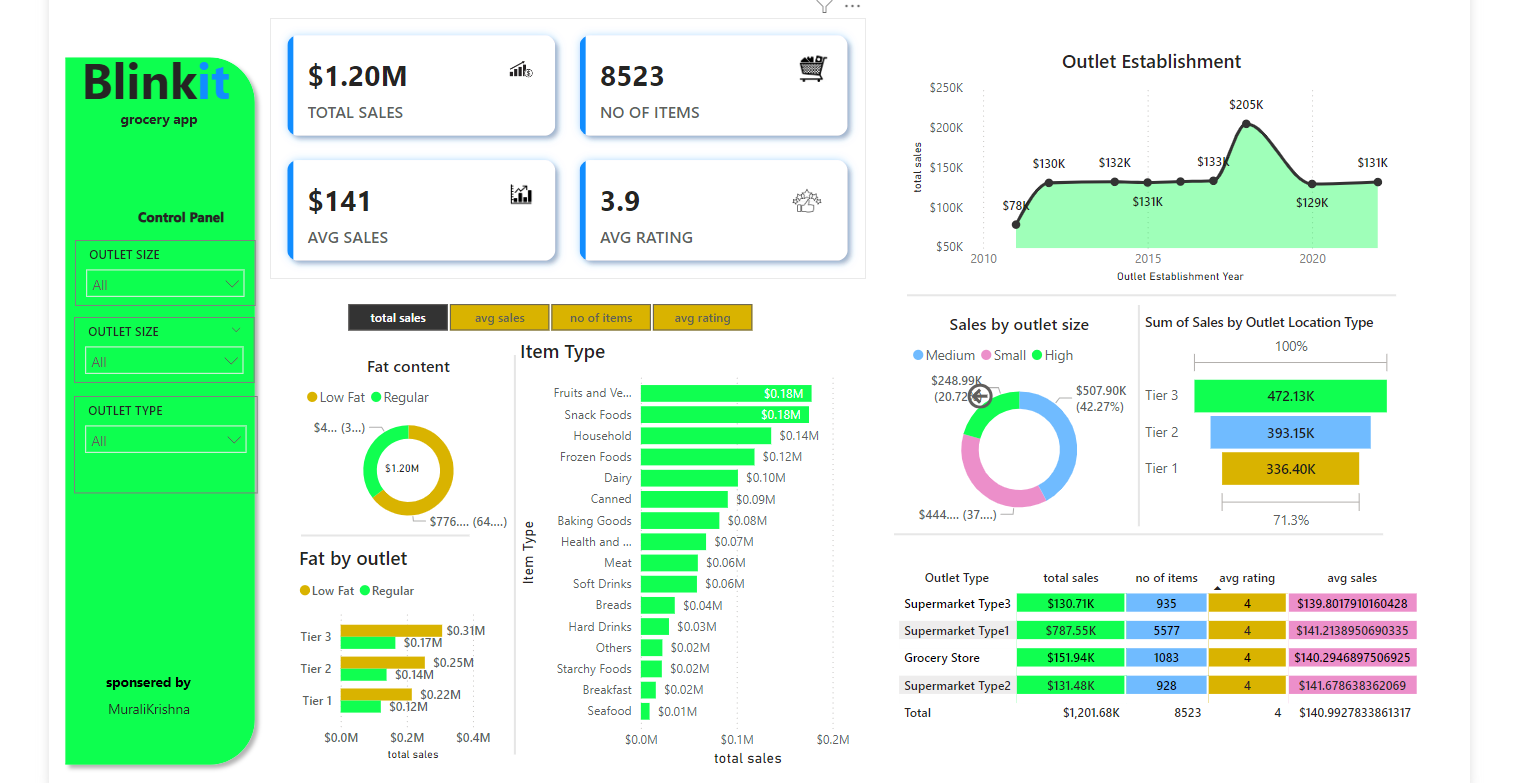 Blinkit
grocery app
Control Panel
OUTLET SIZE
All
OUTLET SIZE
All
OUTLET TYPE
All
sponsered by
MuraliKrishna
$1.20M
TOTAL SALES
8523
NO OF ITEMS
$141
AVG SALES
3.9
AVG RATING
total sales avg sales no of items avg rating
Fat content
Low Fat Regular
$4... (3...)
$1.20M
$776.... (64....)
Fat by outlet
Low Fat Regular
Tier 3 $0.31M
$0.17M
Tier 2 $0.25M
$0.14M
Tier 1 $0.22M
$0.12M
$0.0M $0.2M $0.4M
total sales
Item Type
Item Type
Fruits and Ve... $0.18M
Snack Foods $0.18M
Household $0.14M
Frozen Foods $0.12M
Dairy $0.10M
Canned $0.09M
Baking Goods $0.08M
Health and ... $0.07M
Meat $0.06M
Soft Drinks $0.06M
Breads $0.04M
Hard Drinks $0.03M
Others $0.02M
Starchy Foods $0.02M
Breakfast $0.02M
Seafood $0.01M
$0.0M $0.1M $0.2M
total sales
Outlet Establishment
total sales
$250K
$200K
$150K
$100K
$50K
$78K
$130K
$132K
$131K
$133K
$205K
$129K
$131K
2010 2015 2020
Outlet Establishment Year
Sales by outlet size
Medium Small High
$248.99K
(20.72
$507.90K
(42.27%)
$444.... (37....)
Sum of Sales by Outlet Location Type
100%
Tier 3 472.13K
Tier 2 393.15K
Tier 1 336.40K
71.3%
Outlet Type total sales no of items avg rating avg sales
Supermarket Type3 $130.71K 935 4 $139.8017910160428
Supermarket Type1 $787.55K 5577 4 $141.2138950690335
Grocery Store $151.94K 1083 4 $140.2946897506925
Supermarket Type2 $131.48K 928 4 $141.678638362069
Total $1,201.68K 8523 4 $140.9927833861317